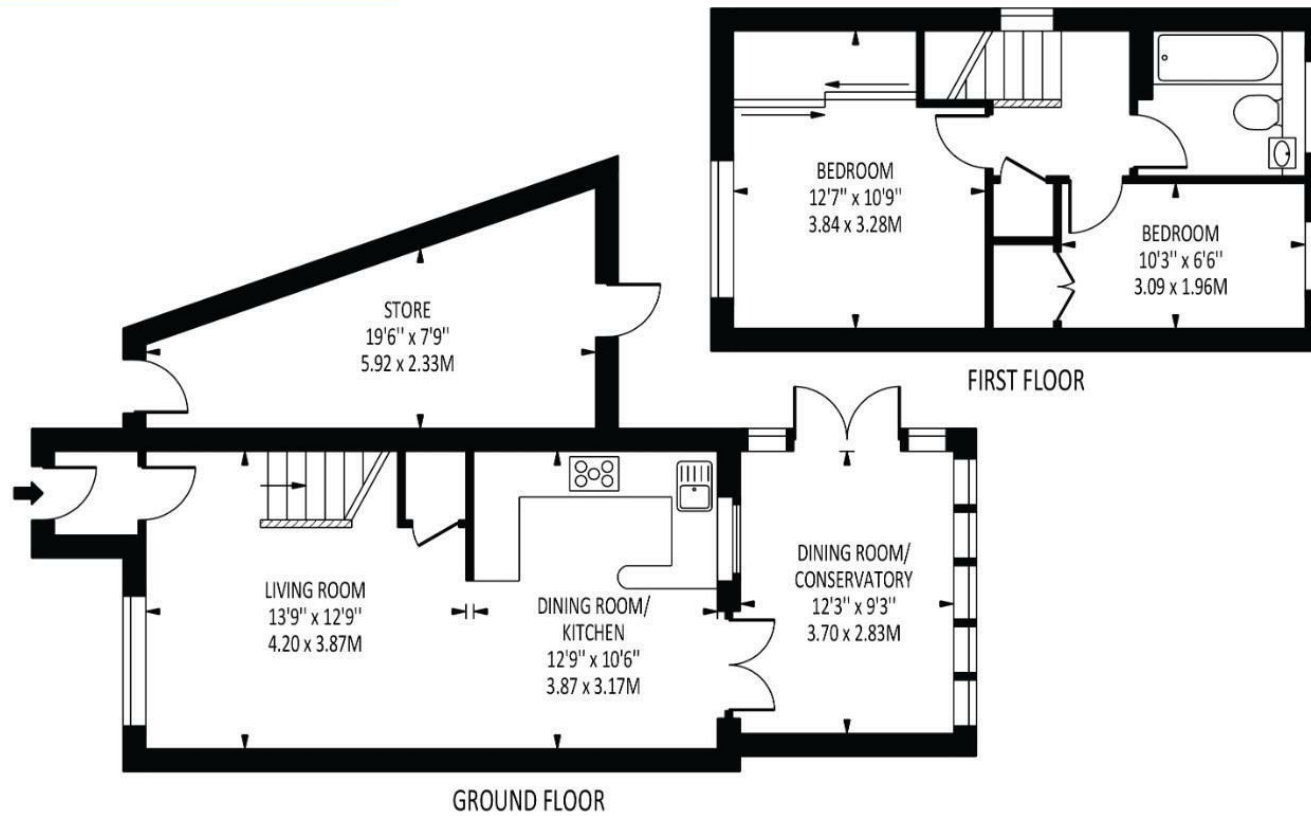 BEDROOM
12'7" x 10'9"
3.84 x 3.28M
BEDROOM
10'3" x 6'6"
3.09 x 1.96M
FIRST FLOOR
STORE
19'6" x 7'9"
5.92 x 2.33M
LIVING ROOM
13'9" x 12'9"
4.20 x 3.87M
DINING ROOM/
KITCHEN
12'9" x 10'6"
3.87 x 3.17M
DINING ROOM/
CONSERVATORY
12'3" x 9'3"
3.70 x 2.83M
GROUND FLOOR